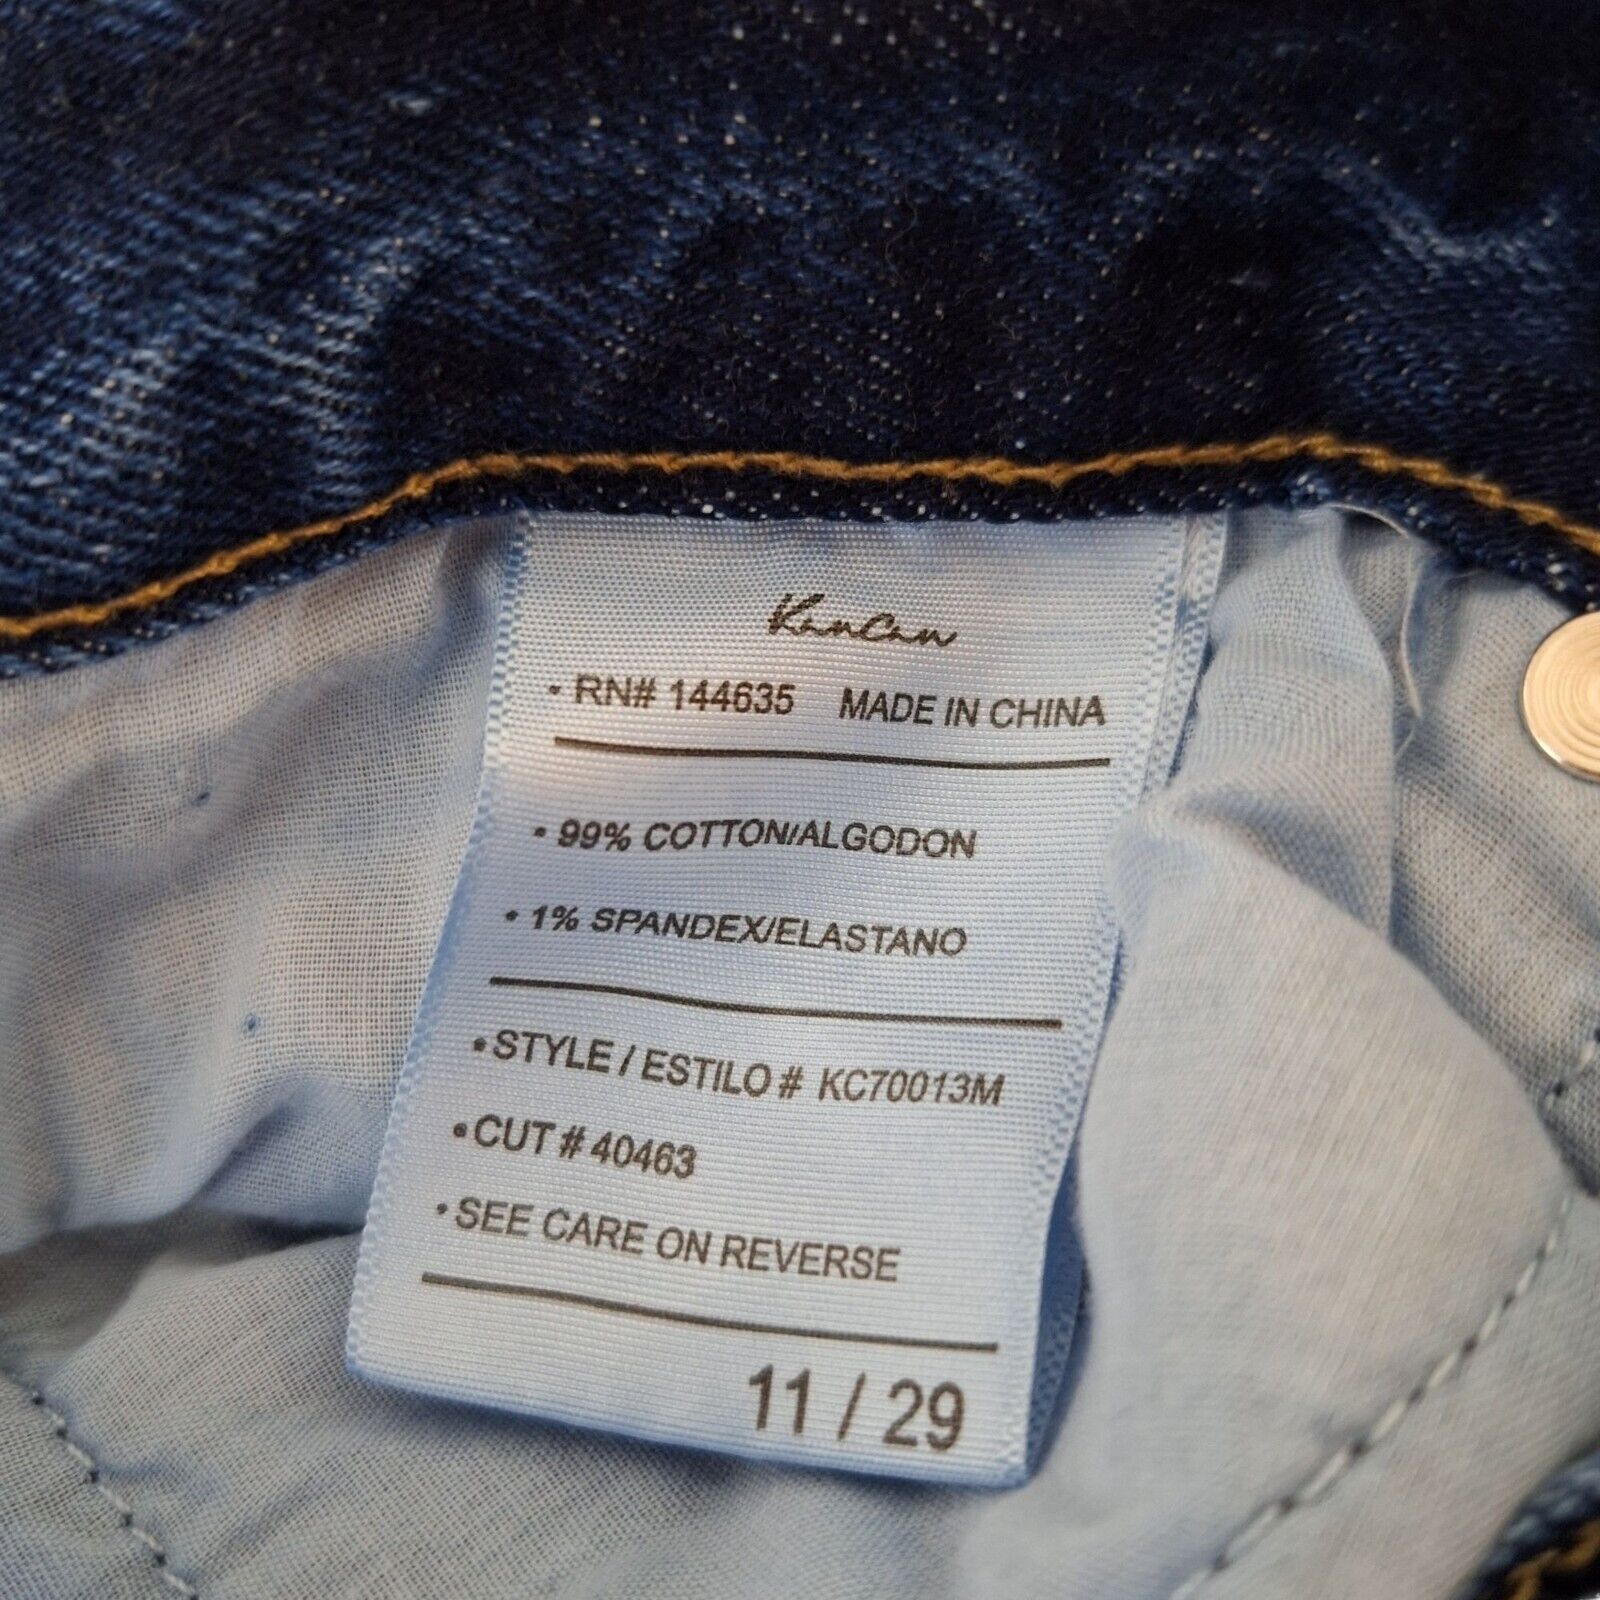 KanCan
• RN# 144635 MADE IN CHINA
• 99% COTTON/ALGODON
• 1% SPANDEX/ELASTANO
• STYLE / ESTILO # KC70013M
• CUT # 40463
• SEE CARE ON REVERSE
11 / 29